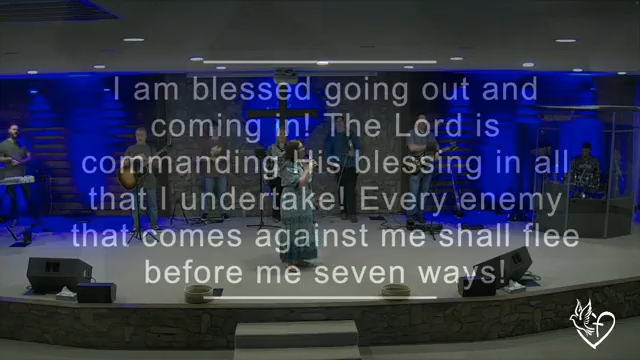 I am blessed going out and
coming in! The Lord is
commanding His blessing in all
that I undertake! Every enemy
that comes against me shall flee
before me seven ways!